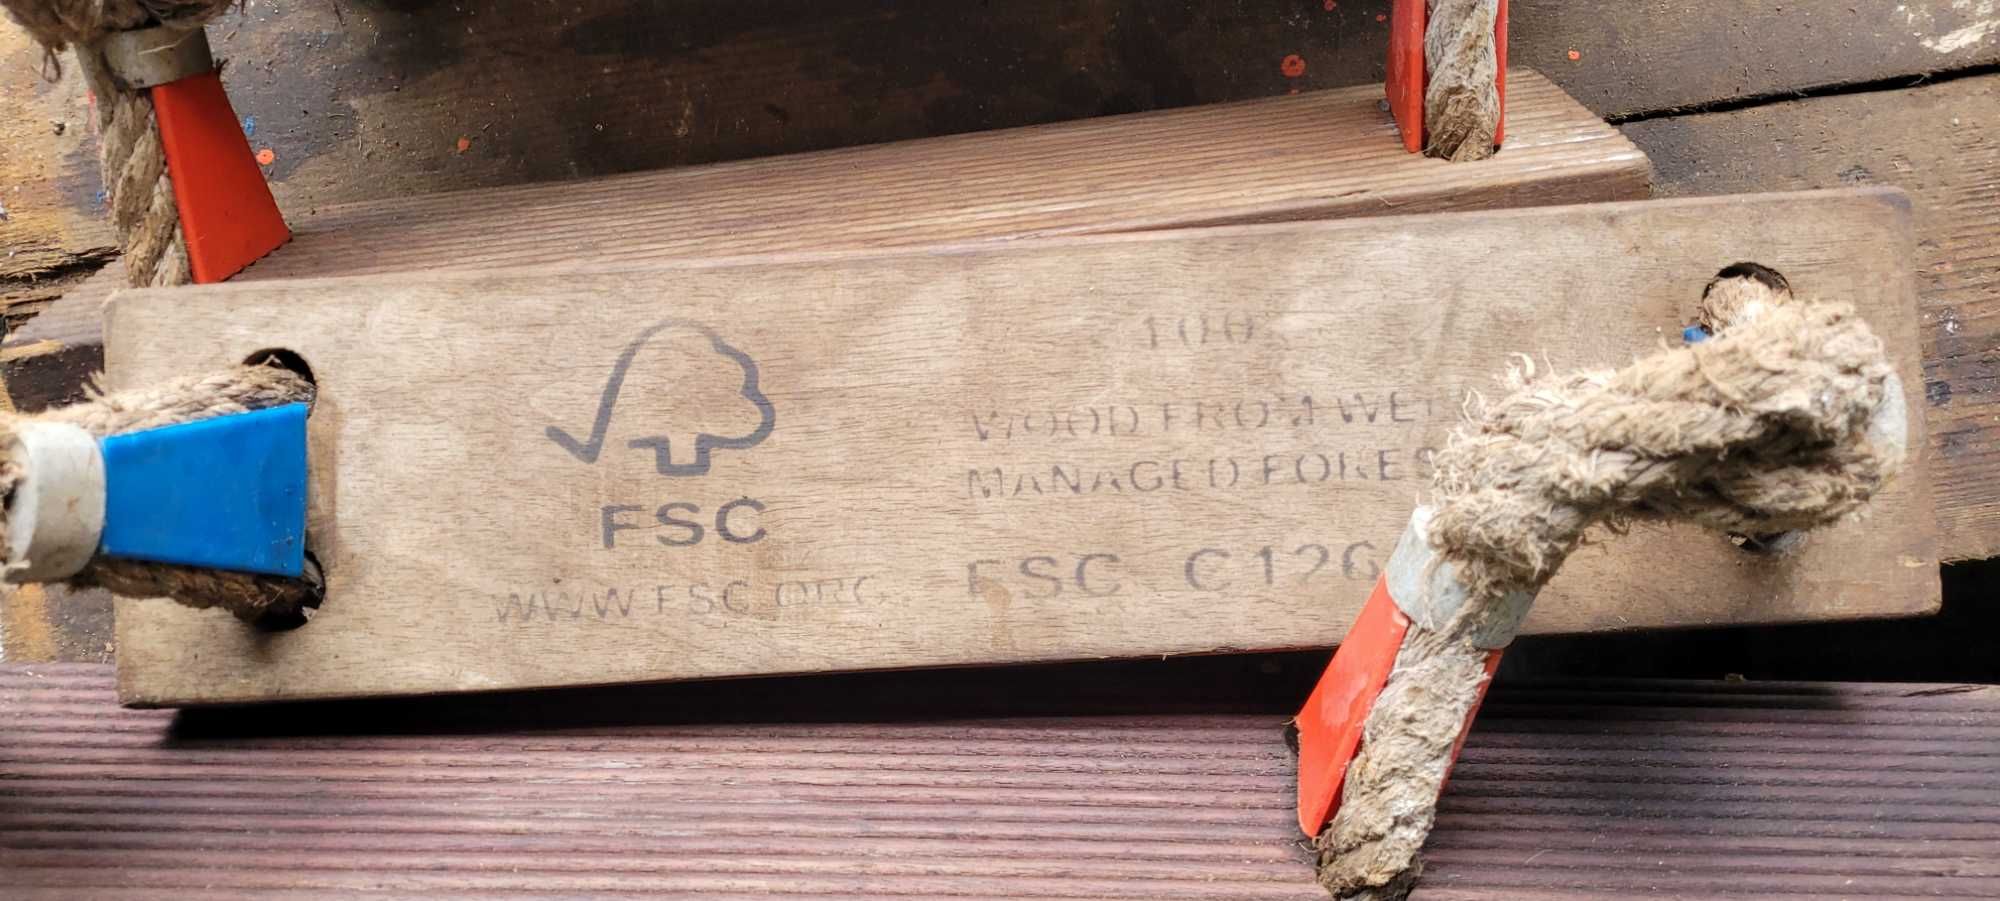 FSC
WWW.FSC.ORG
100
WOOD FROM
MANAGED
FSC C126